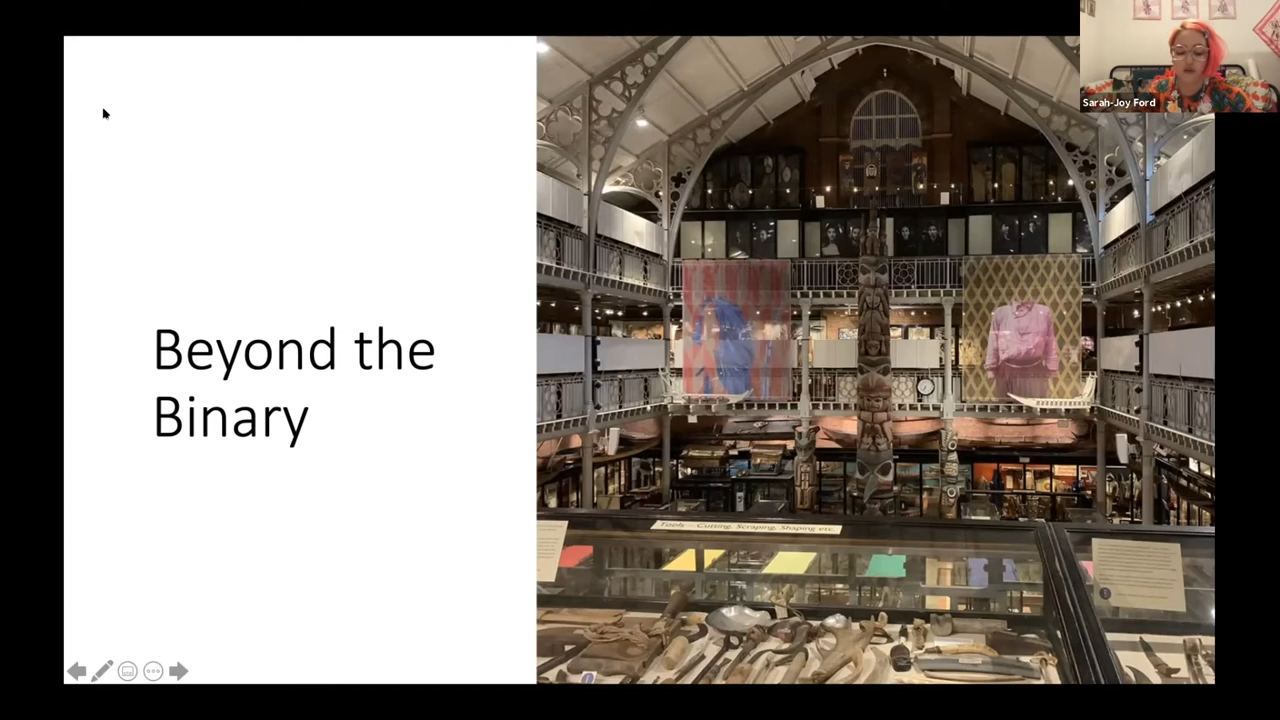 Sarah-Joy Ford
Beyond the
Binary
Tools - Cutting, Scraping, Shaping etc.